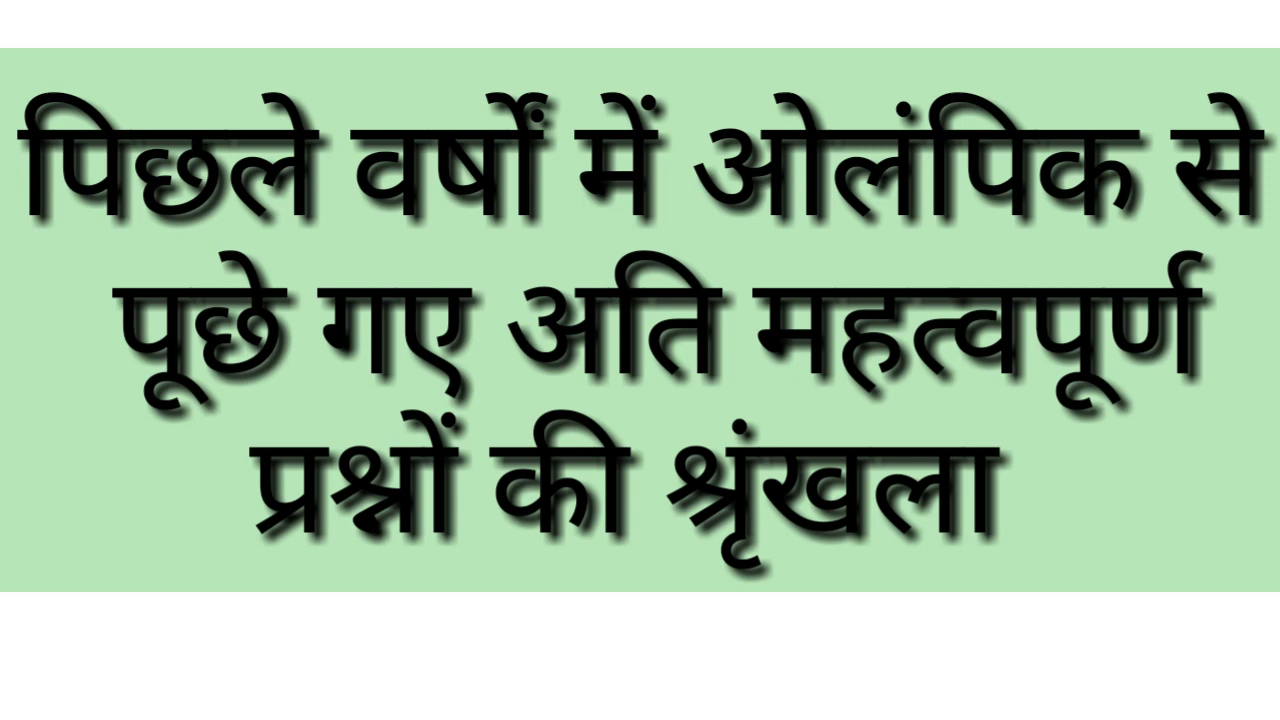 पिछले वर्षों में ओलंपिक से
पूछे गए अति महत्वपूर्ण
प्रश्नों की श्रृंखला